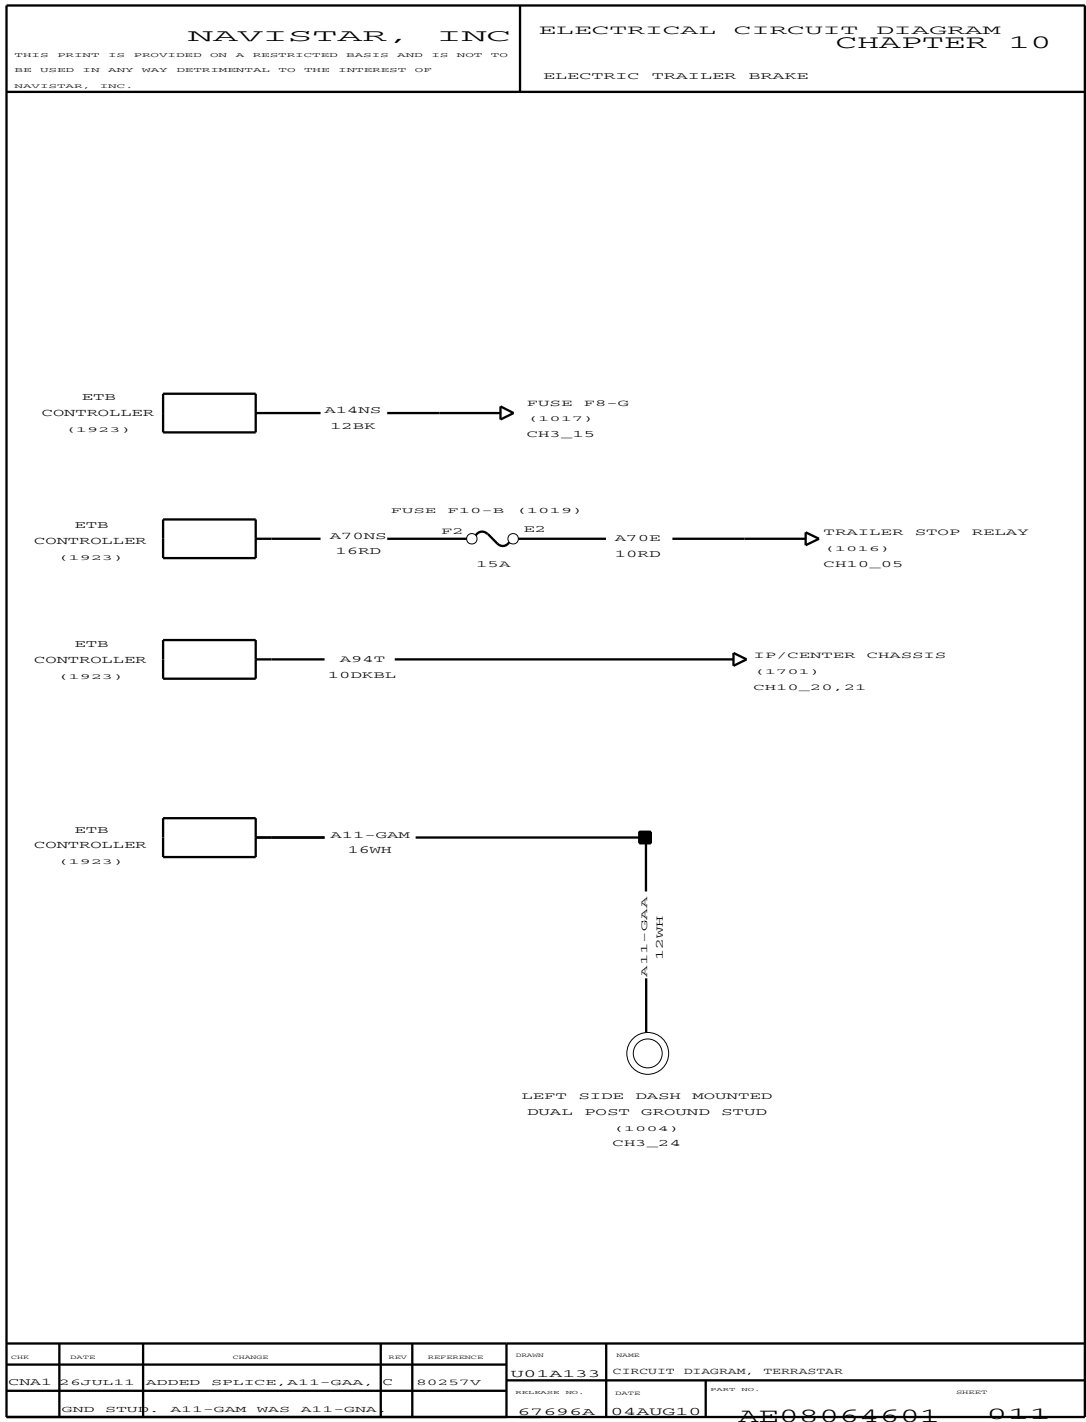 NAVISTAR, INC
THIS PRINT IS PROVIDED ON A RESTRICTED BASIS AND IS NOT TO
BE USED IN ANY WAY DETRIMENTAL TO THE INTEREST OF
NAVISTAR, INC.
ELECTRICAL CIRCUIT DIAGRAM
CHAPTER 10
ELECTRIC TRAILER BRAKE
ETB
CONTROLLER
(1923)
A14NS
12BK
FUSE F8-G
(1017)
CH3_15
ETB
CONTROLLER
(1923)
A70NS
16RD
FUSE F10-B (1019)
F2
E2
15A
A70E
10RD
TRAILER STOP RELAY
(1016)
CH10_05
ETB
CONTROLLER
(1923)
A94T
10DKBL
IP/CENTER CHASSIS
(1701)
CH10_20,21
ETB
CONTROLLER
(1923)
A11-GAM
16WH
A11-GAA
12WH
LEFT SIDE DASH MOUNTED
DUAL POST GROUND STUD
(1004)
CH3_24
CHK DATE CHANGE REV REFERENCE
CNA1 26JUL11 ADDED SPLICE,A11-GAA, C 80257V
GND STUD. A11-GAM WAS A11-GNA.
DRAWN
U01A133
NAME
CIRCUIT DIAGRAM, TERRASTAR
RELEASE NO.
67696A
DATE
04AUG10
PART NO.
AE08064601
SHEET
011